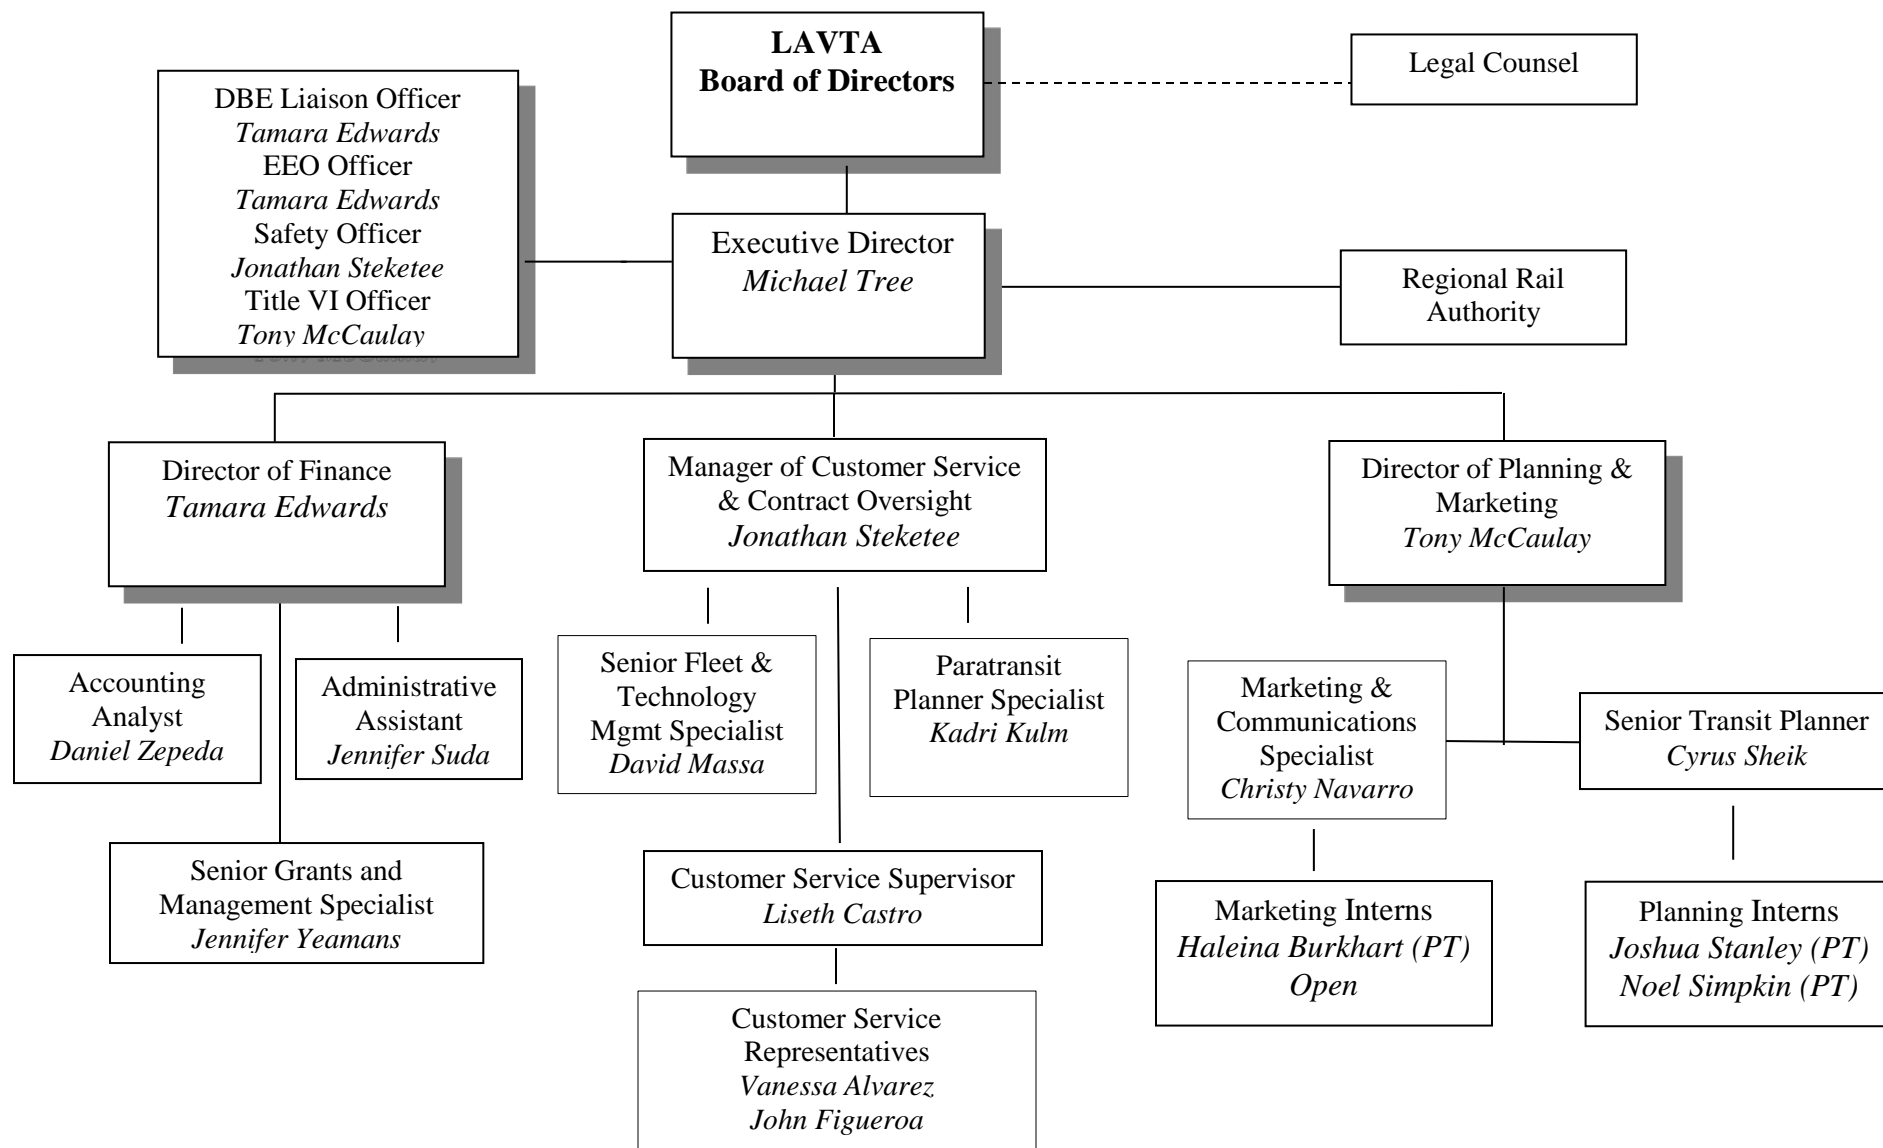 LAVTA
Board of Directors
Legal Counsel
DBE Liaison Officer
Tamara Edwards
EEO Officer
Tamara Edwards
Safety Officer
Jonathan Steketee
Title VI Officer
Tony McCaulay
Executive Director
Michael Tree
Regional Rail
Authority
Director of Finance
Tamara Edwards
Manager of Customer Service
& Contract Oversight
Jonathan Steketee
Director of Planning &
Marketing
Tony McCaulay
Accounting
Analyst
Daniel Zepeda
Administrative
Assistant
Jennifer Suda
Senior Fleet &
Technology
Mgmt Specialist
David Massa
Paratransit
Planner Specialist
Kadri Kulm
Marketing &
Communications
Specialist
Christy Navarro
Senior Transit Planner
Cyrus Sheik
Senior Grants and
Management Specialist
Jennifer Yeamans
Customer Service Supervisor
Liseth Castro
Marketing Interns
Haleina Burkhart (PT)
Open
Planning Interns
Joshua Stanley (PT)
Noel Simpkin (PT)
Customer Service
Representatives
Vanessa Alvarez
John Figueroa